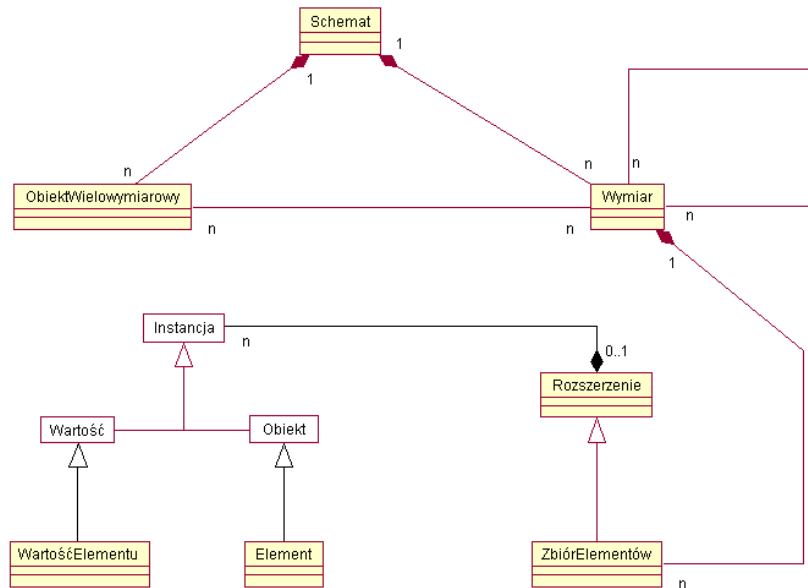 Schemat
1
1
n
n
n
ObiektWielowymiarowy
Wymiar
n
n
n
1
Instancja
n
0..1
Rozszerzenie
Wartość
Obiekt
WartośćElementu
Element
ZbiórElementów
n